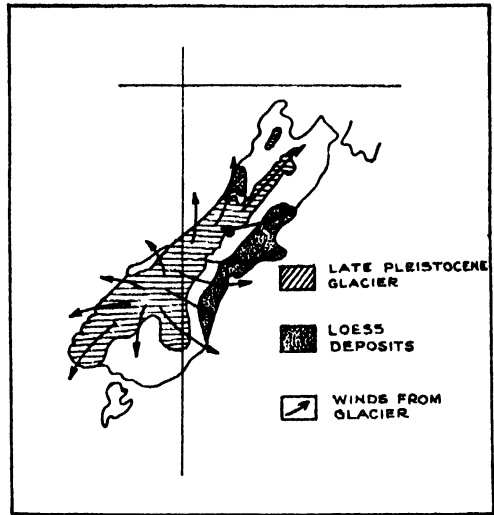 LATE PLEISTOCENE
GLACIER
LOESS
DEPOSITS
WINDS FROM
GLACIER